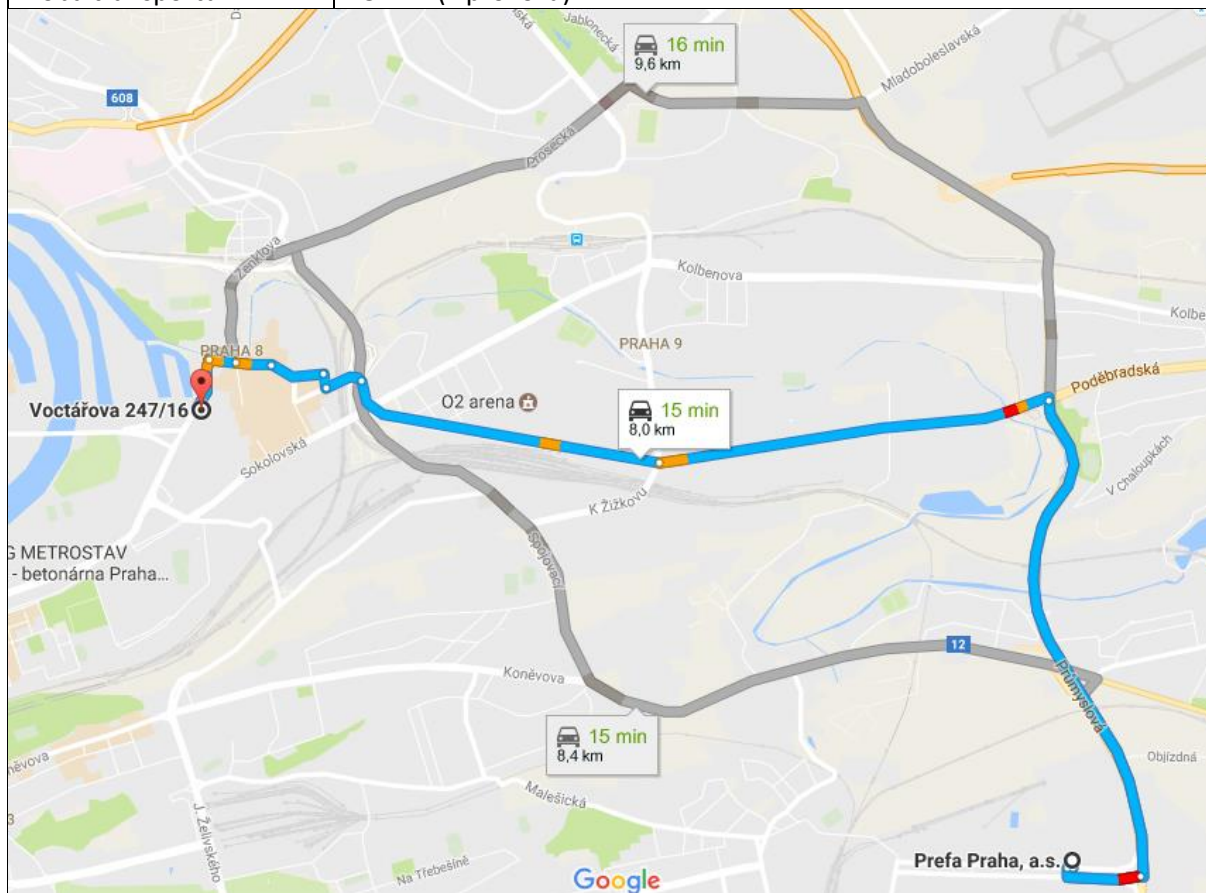 608
Jablonecká
16 min
9,6 km
Mladoboleslavská
Prosecká
Zenklova
Kolbenova
Kolbe
PRAHA 8
PRAHA 9
Poděbradská
Voctářova 247/16
O2 arena
15 min
8,0 km
Sokolovská
V Chaloupkách
K Žižkovu
G METROSTAV
- betonárna Praha...
Spojovací
12
Koněvova
Průmyslová
15 min
8,4 km
Objízdná
něvova
Malešická
J. Želivského
3
Na Třebešíně
Prefa Praha, a.s.
Google